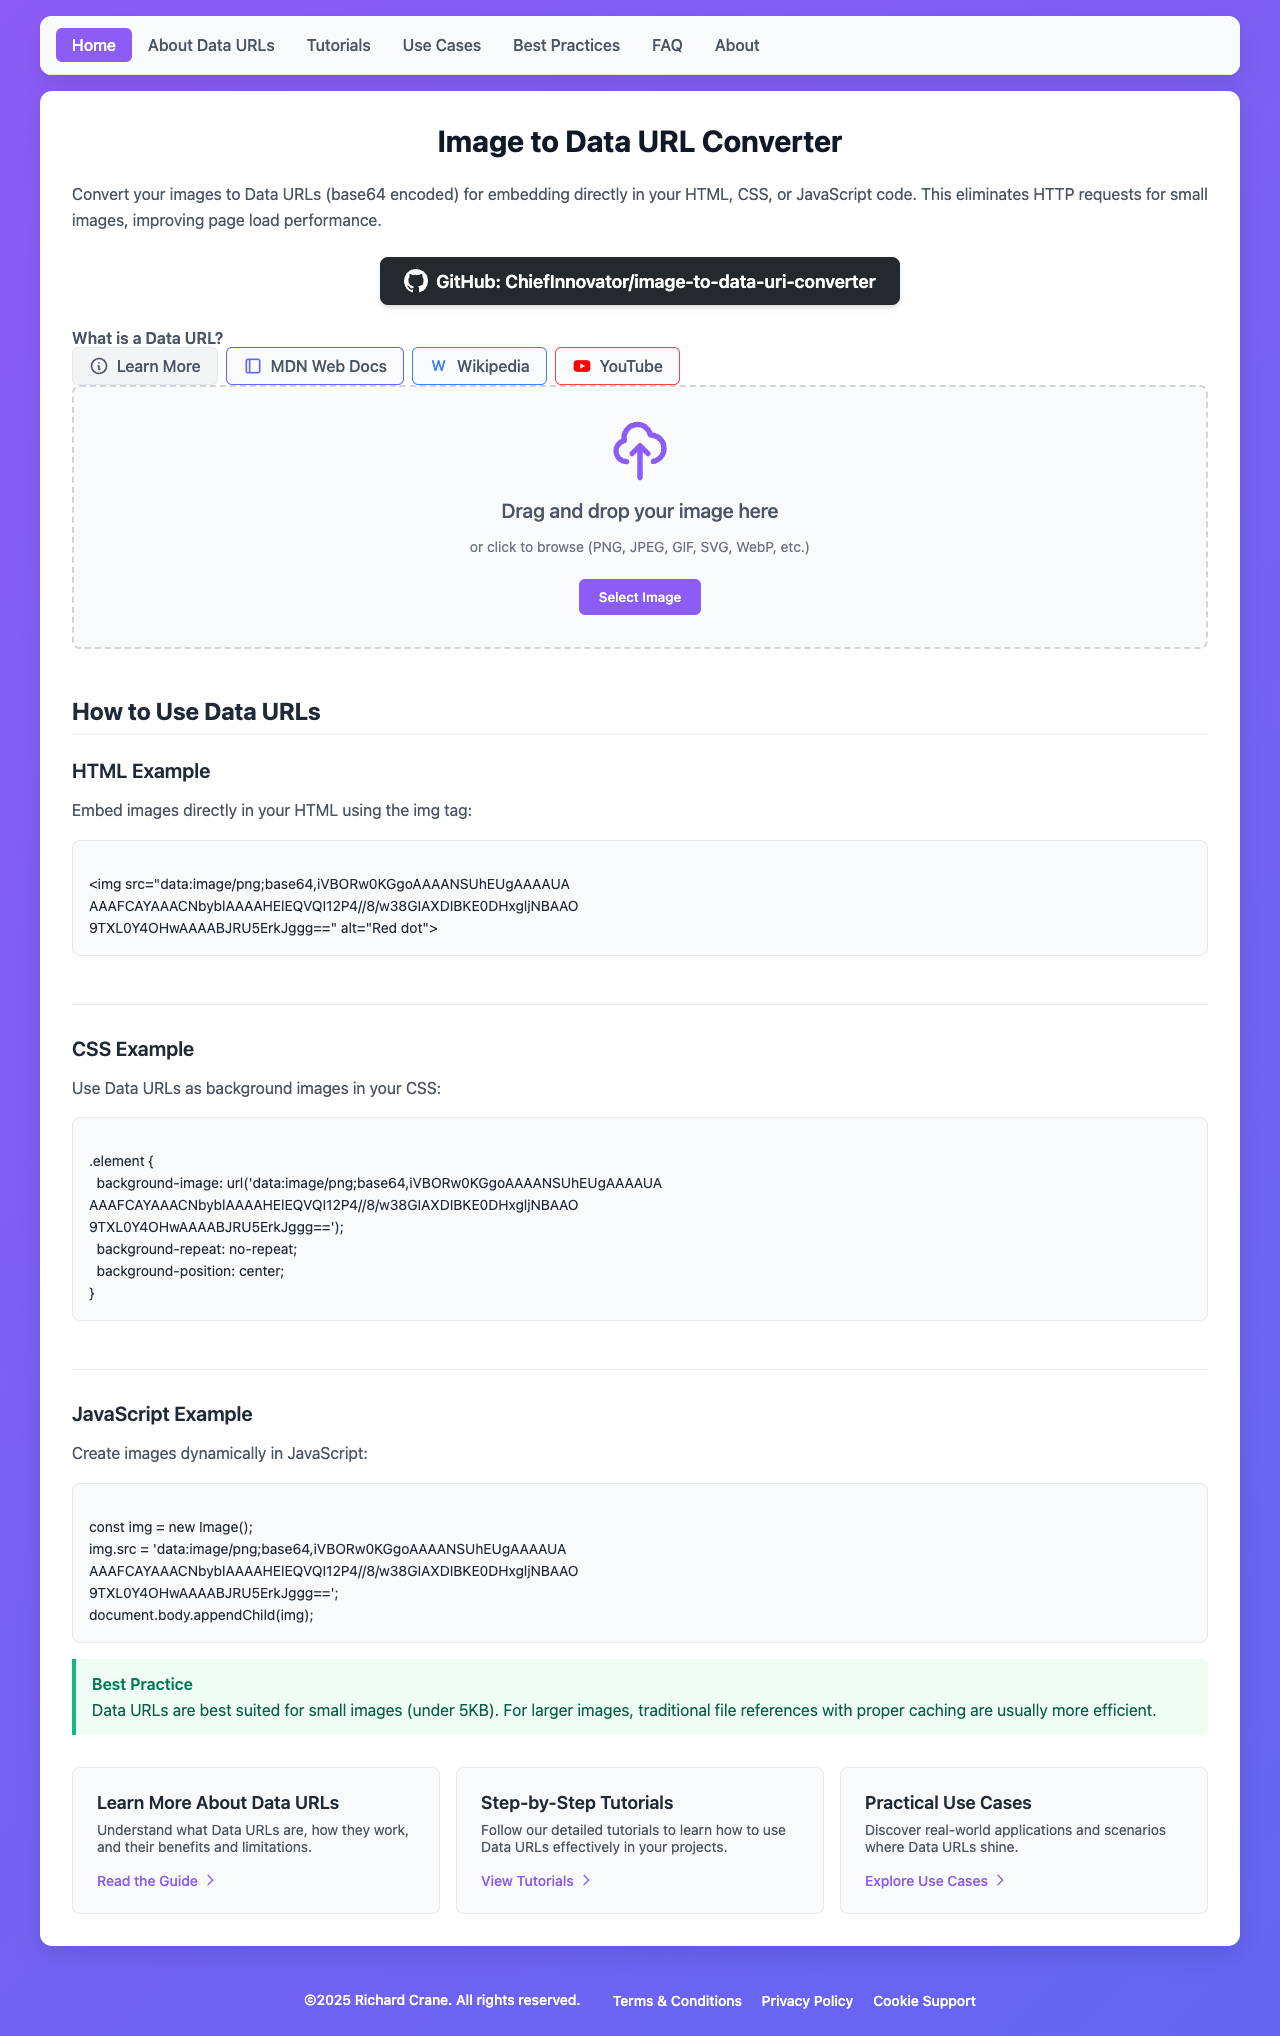 Home
About Data URLs
Tutorials
Use Cases
Best Practices
FAQ
About
Image to Data URL Converter
Convert your images to Data URLs (base64 encoded) for embedding directly in your HTML, CSS, or JavaScript code. This eliminates HTTP requests for small
images, improving page load performance.
GitHub: ChiefInnovator/image-to-data-uri-converter
What is a Data URL?
Learn More
MDN Web Docs
W Wikipedia
YouTube
Drag and drop your image here
or click to browse (PNG, JPEG, GIF, SVG, WebP, etc.)
Select Image
How to Use Data URLs
HTML Example
Embed images directly in your HTML using the img tag:
<img src="data:image/png;base64,iVBORw0KGgoAAAANSUhEUgAAAAUA
AAAFCAYAAACNbyblAAAAHElEQVQI12P4//8/w38GIAXDIBKE0DHxgljNBAAO
9TXL0Y4OHwAAAABJRU5ErkJggg==" alt="Red dot">
CSS Example
Use Data URLs as background images in your CSS:
.element {
  background-image: url('data:image/png;base64,iVBORw0KGgoAAAANSUhEUgAAAAUA
AAAFCAYAAACNbyblAAAAHElEQVQI12P4//8/w38GIAXDIBKE0DHxgljNBAAO
9TXL0Y4OHwAAAABJRU5ErkJggg==');
  background-repeat: no-repeat;
  background-position: center;
}
JavaScript Example
Create images dynamically in JavaScript:
const img = new Image();
img.src = 'data:image/png;base64,iVBORw0KGgoAAAANSUhEUgAAAAUA
AAAFCAYAAACNbyblAAAAHElEQVQI12P4//8/w38GIAXDIBKE0DHxgljNBAAO
9TXL0Y4OHwAAAABJRU5ErkJggg==';
document.body.appendChild(img);
Best Practice
Data URLs are best suited for small images (under 5KB). For larger images, traditional file references with proper caching are usually more efficient.
Learn More About Data URLs
Understand what Data URLs are, how they work,
and their benefits and limitations.
Read the Guide
Step-by-Step Tutorials
Follow our detailed tutorials to learn how to use
Data URLs effectively in your projects.
View Tutorials
Practical Use Cases
Discover real-world applications and scenarios
where Data URLs shine.
Explore Use Cases
©2025 Richard Crane. All rights reserved.
Terms & Conditions
Privacy Policy
Cookie Support